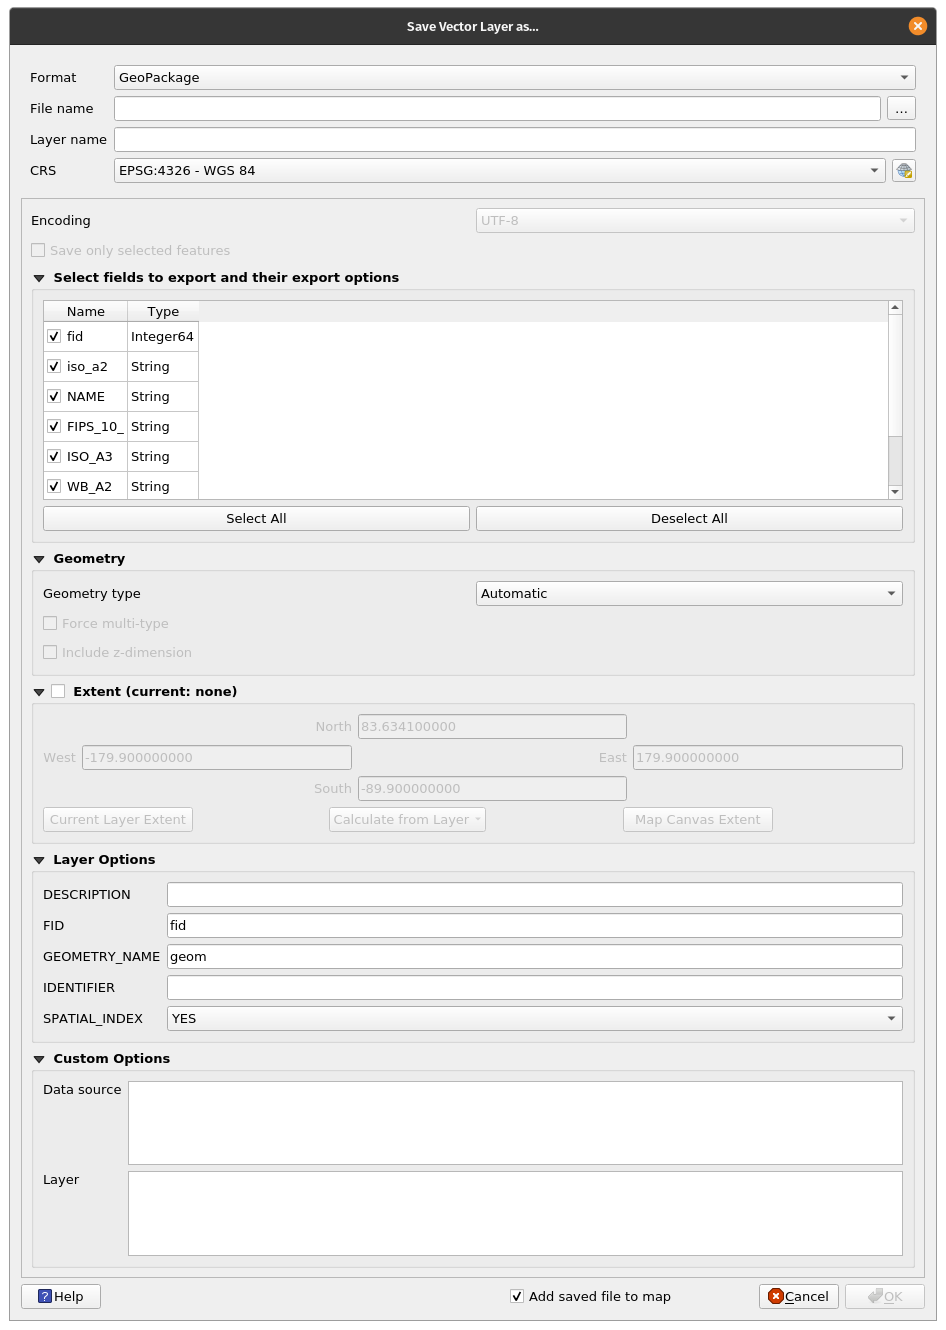 Save Vector Layer as...
Format GeoPackage
File name ...
Layer name
CRS EPSG:4326 - WGS 84
Encoding UTF-8
Save only selected features
Select fields to export and their export options
Name Type
fid Integer64
iso_a2 String
NAME String
FIPS_10_ String
ISO_A3 String
WB_A2 String
Select All Deselect All
Geometry
Geometry type Automatic
Force multi-type
Include z-dimension
Extent (current: none)
North 83.634100000
West -179.900000000 East 179.900000000
South -89.900000000
Current Layer Extent Calculate from Layer Map Canvas Extent
Layer Options
DESCRIPTION
FID fid
GEOMETRY_NAME geom
IDENTIFIER
SPATIAL_INDEX YES
Custom Options
Data source
Layer
? Help Add saved file to map Cancel OK